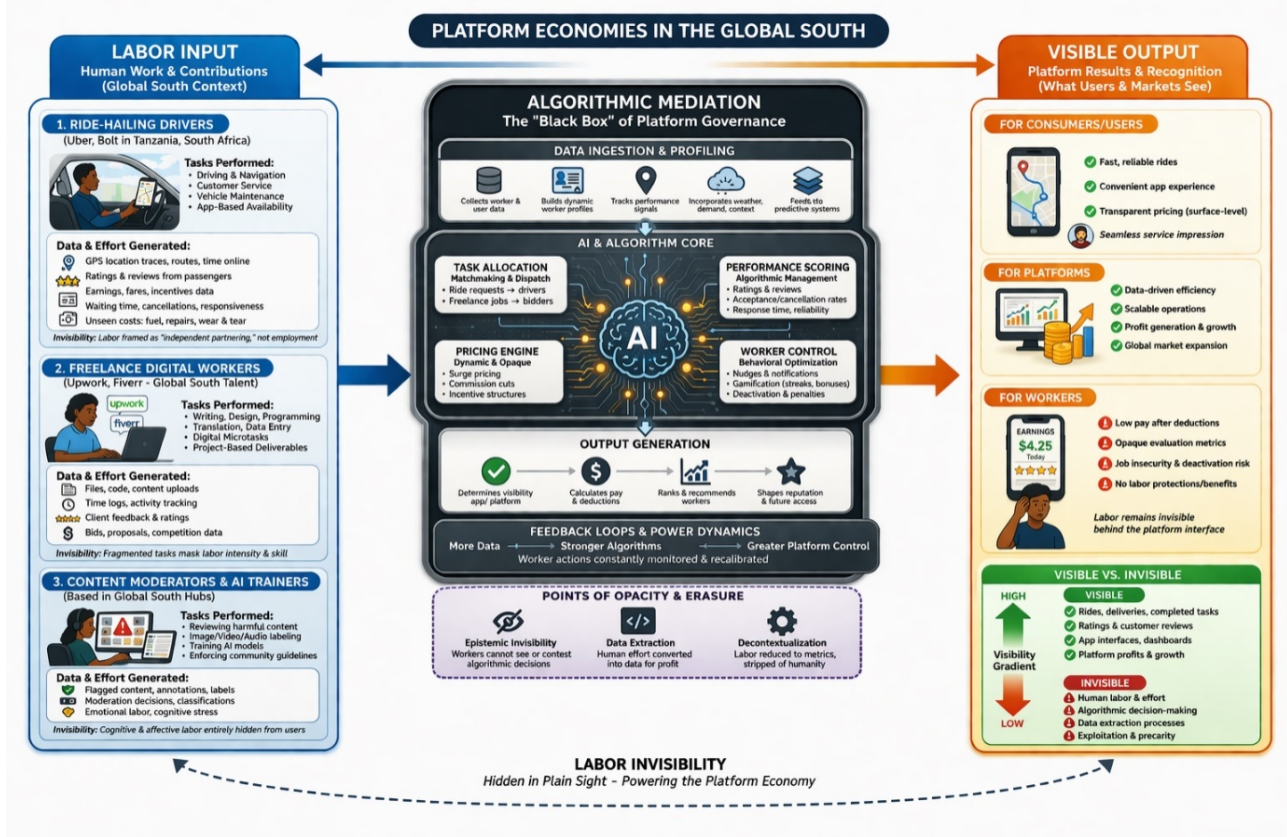 PLATFORM ECONOMIES IN THE GLOBAL SOUTH
LABOR INPUT
Human Work & Contributions
(Global South Context)
1. RIDE-HAILING DRIVERS
(Uber, Bolt in Tanzania, South Africa)
Tasks Performed:
• Driving & Navigation
• Customer Service
• Vehicle Maintenance
• App-Based Availability
Data & Effort Generated:
GPS location traces, routes, time online
Ratings & reviews from passengers
Earnings, fares, incentives data
Waiting time, cancellations, responsiveness
Unseen costs: fuel, repairs, wear & tear
Invisibility: Labor framed as "independent partnering," not employment
2. FREELANCE DIGITAL WORKERS
(Upwork, Fiverr - Global South Talent)
upwork
fiverr
Tasks Performed:
• Writing, Design, Programming
• Translation, Data Entry
• Digital Microtasks
• Project-Based Deliverables
Data & Effort Generated:
Files, code, content uploads
Time logs, activity tracking
Client feedback & ratings
Bids, proposals, competition data
Invisibility: Fragmented tasks mask labor intensity & skill
3. CONTENT MODERATORS & AI TRAINERS
(Based in Global South Hubs)
Tasks Performed:
• Reviewing harmful content
• Image/Video/Audio labeling
• Training AI models
• Enforcing community guidelines
Data & Effort Generated:
Flagged content, annotations, labels
Moderation decisions, classifications
Emotional labor, cognitive stress
Invisibility: Cognitive & affective labor entirely hidden from users
ALGORITHMIC MEDIATION
The "Black Box" of Platform Governance
DATA INGESTION & PROFILING
Collects worker &
user data
Builds dynamic
worker profiles
Tracks performance
signals
Incorporates weather,
demand, context
Feeds
predictive systems
AI & ALGORITHM CORE
TASK ALLOCATION
Matchmaking & Dispatch
• Ride requests → drivers
• Freelance jobs → bidders
PERFORMANCE SCORING
Algorithmic Management
• Ratings & reviews
• Acceptance/cancellation rates
• Response time, reliability
AI
PRICING ENGINE
Dynamic & Opaque
• Surge pricing
• Commission cuts
• Incentive structures
WORKER CONTROL
Behavioral Optimization
• Nudges & notifications
• Gamification (streaks, bonuses)
• Deactivation & penalties
OUTPUT GENERATION
Determines visibility
app/ platform
$
Calculates pay
& deductions
Ranks & recommends
workers
Shapes reputation
& future access
FEEDBACK LOOPS & POWER DYNAMICS
More Data → Stronger Algorithms ← Greater Platform Control
Worker actions constantly monitored & recalibrated
POINTS OF OPACITY & ERASURE
Epistemic Invisibility
Workers cannot see or contest
algorithmic decisions
</>
Data Extraction
Human effort converted
into data for profit
Decontextualization
Labor reduced to metrics,
stripped of humanity
VISIBLE OUTPUT
Platform Results & Recognition
(What Users & Markets See)
FOR CONSUMERS/USERS
Fast, reliable rides
Convenient app experience
Transparent pricing (surface-level)
Seamless service impression
FOR PLATFORMS
Data-driven efficiency
Scalable operations
Profit generation & growth
Global market expansion
FOR WORKERS
EARNINGS
$4.25
Today
Low pay after deductions
Opaque evaluation metrics
Job insecurity & deactivation risk
No labor protections/benefits
Labor remains invisible
behind the platform interface
VISIBLE VS. INVISIBLE
HIGH
Visibility
Gradient
LOW
VISIBLE
Rides, deliveries, completed tasks
Ratings & customer reviews
App interfaces, dashboards
Platform profits & growth
INVISIBLE
Human labor & effort
Algorithmic decision-making
Data extraction processes
Exploitation & precarity
LABOR INVISIBILITY
Hidden in Plain Sight – Powering the Platform Economy